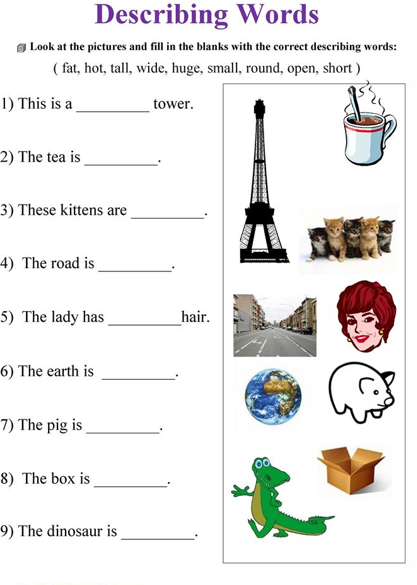 Describing Words
Look at the pictures and fill in the blanks with the correct describing words:
( fat, hot, tall, wide, huge, small, round, open, short )
1) This is a _________ tower.
2) The tea is _________.
3) These kittens are _________.
4) The road is _________.
5) The lady has _________hair.
6) The earth is _________.
7) The pig is _________.
8) The box is _________.
9) The dinosaur is _________.